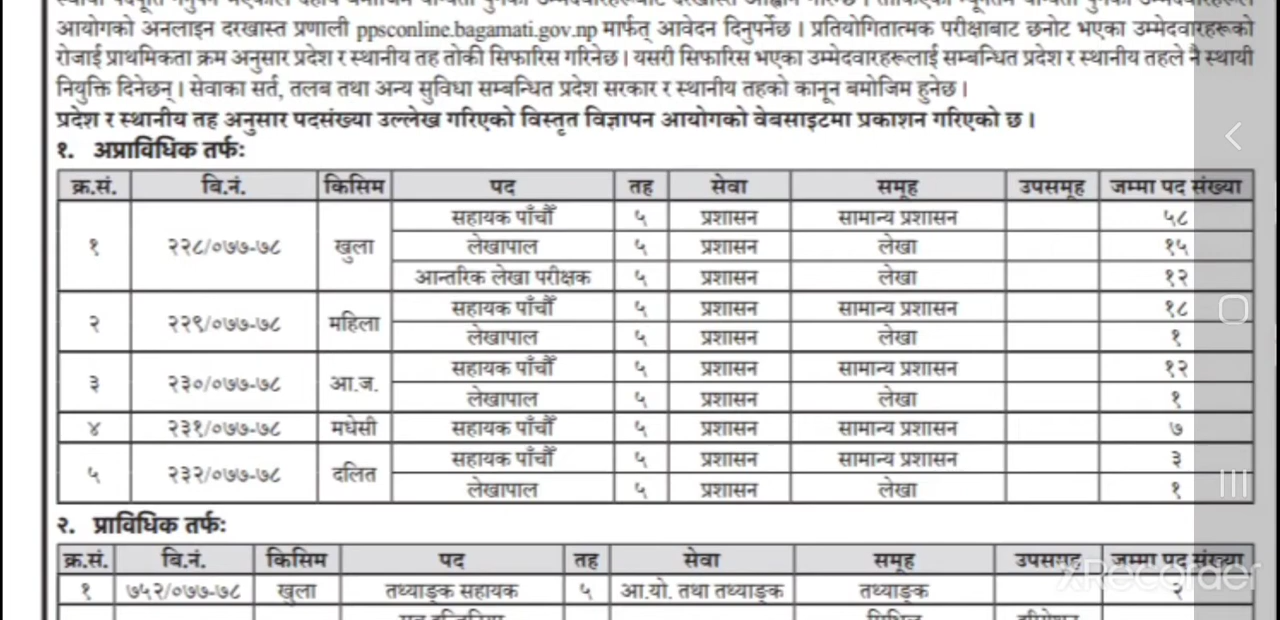 आयोगको अनलाइन दरखास्त प्रणाली ppsconline.bagamati.gov.np मार्फत् आवेदन दिनुपर्नेछ । प्रतियोगितात्मक परीक्षाबाट छनोट भएका उम्मेदवारहरूको
रोजाई प्राथमिकता क्रम अनुसार प्रदेश र स्थानीय तह तोकी सिफारिस गरिनेछ । यसरी सिफारिस भएका उम्मेदवारहरूलाई सम्बन्धित प्रदेश र स्थानीय तहले नै स्थायी
नियुक्ति दिनेछन् । सेवाका सर्त, तलब तथा अन्य सुविधा सम्बन्धित प्रदेश सरकार र स्थानीय तहको कानून बमोजिम हुनेछ ।
प्रदेश र स्थानीय तह अनुसार पदसंख्या उल्लेख गरिएको विस्तृत विज्ञापन आयोगको वेबसाइटमा प्रकाशन गरिएको छ ।
१. अप्राविधिक तर्फः
क्र.सं. बि.नं. किसिम पद तह सेवा समूह उपसमूह जम्मा पद संख्या
१ २२८/०७७-७८ खुला सहायक पाँचौँ ५ प्रशासन सामान्य प्रशासन ५८
लेखापाल ५ प्रशासन लेखा १५
आन्तरिक लेखा परीक्षक ५ प्रशासन लेखा १२
२ २२९/०७७-७८ महिला सहायक पाँचौँ ५ प्रशासन सामान्य प्रशासन १८
लेखापाल ५ प्रशासन लेखा १
३ २३०/०७७-७८ आ.ज. सहायक पाँचौँ ५ प्रशासन सामान्य प्रशासन १२
लेखापाल ५ प्रशासन लेखा १
४ २३१/०७७-७८ मधेसी सहायक पाँचौँ ५ प्रशासन सामान्य प्रशासन ७
५ २३२/०७७-७८ दलित सहायक पाँचौँ ५ प्रशासन सामान्य प्रशासन ३
लेखापाल ५ प्रशासन लेखा १
२. प्राविधिक तर्फः
क्र.सं. बि.नं. किसिम पद तह सेवा समूह उपसमूह जम्मा पद संख्या
१ ७५२/०७७-७८ खुला तथ्याङ्क सहायक ५ आ.यो. तथा तथ्याङ्क तथ्याङ्क २
XRecorder